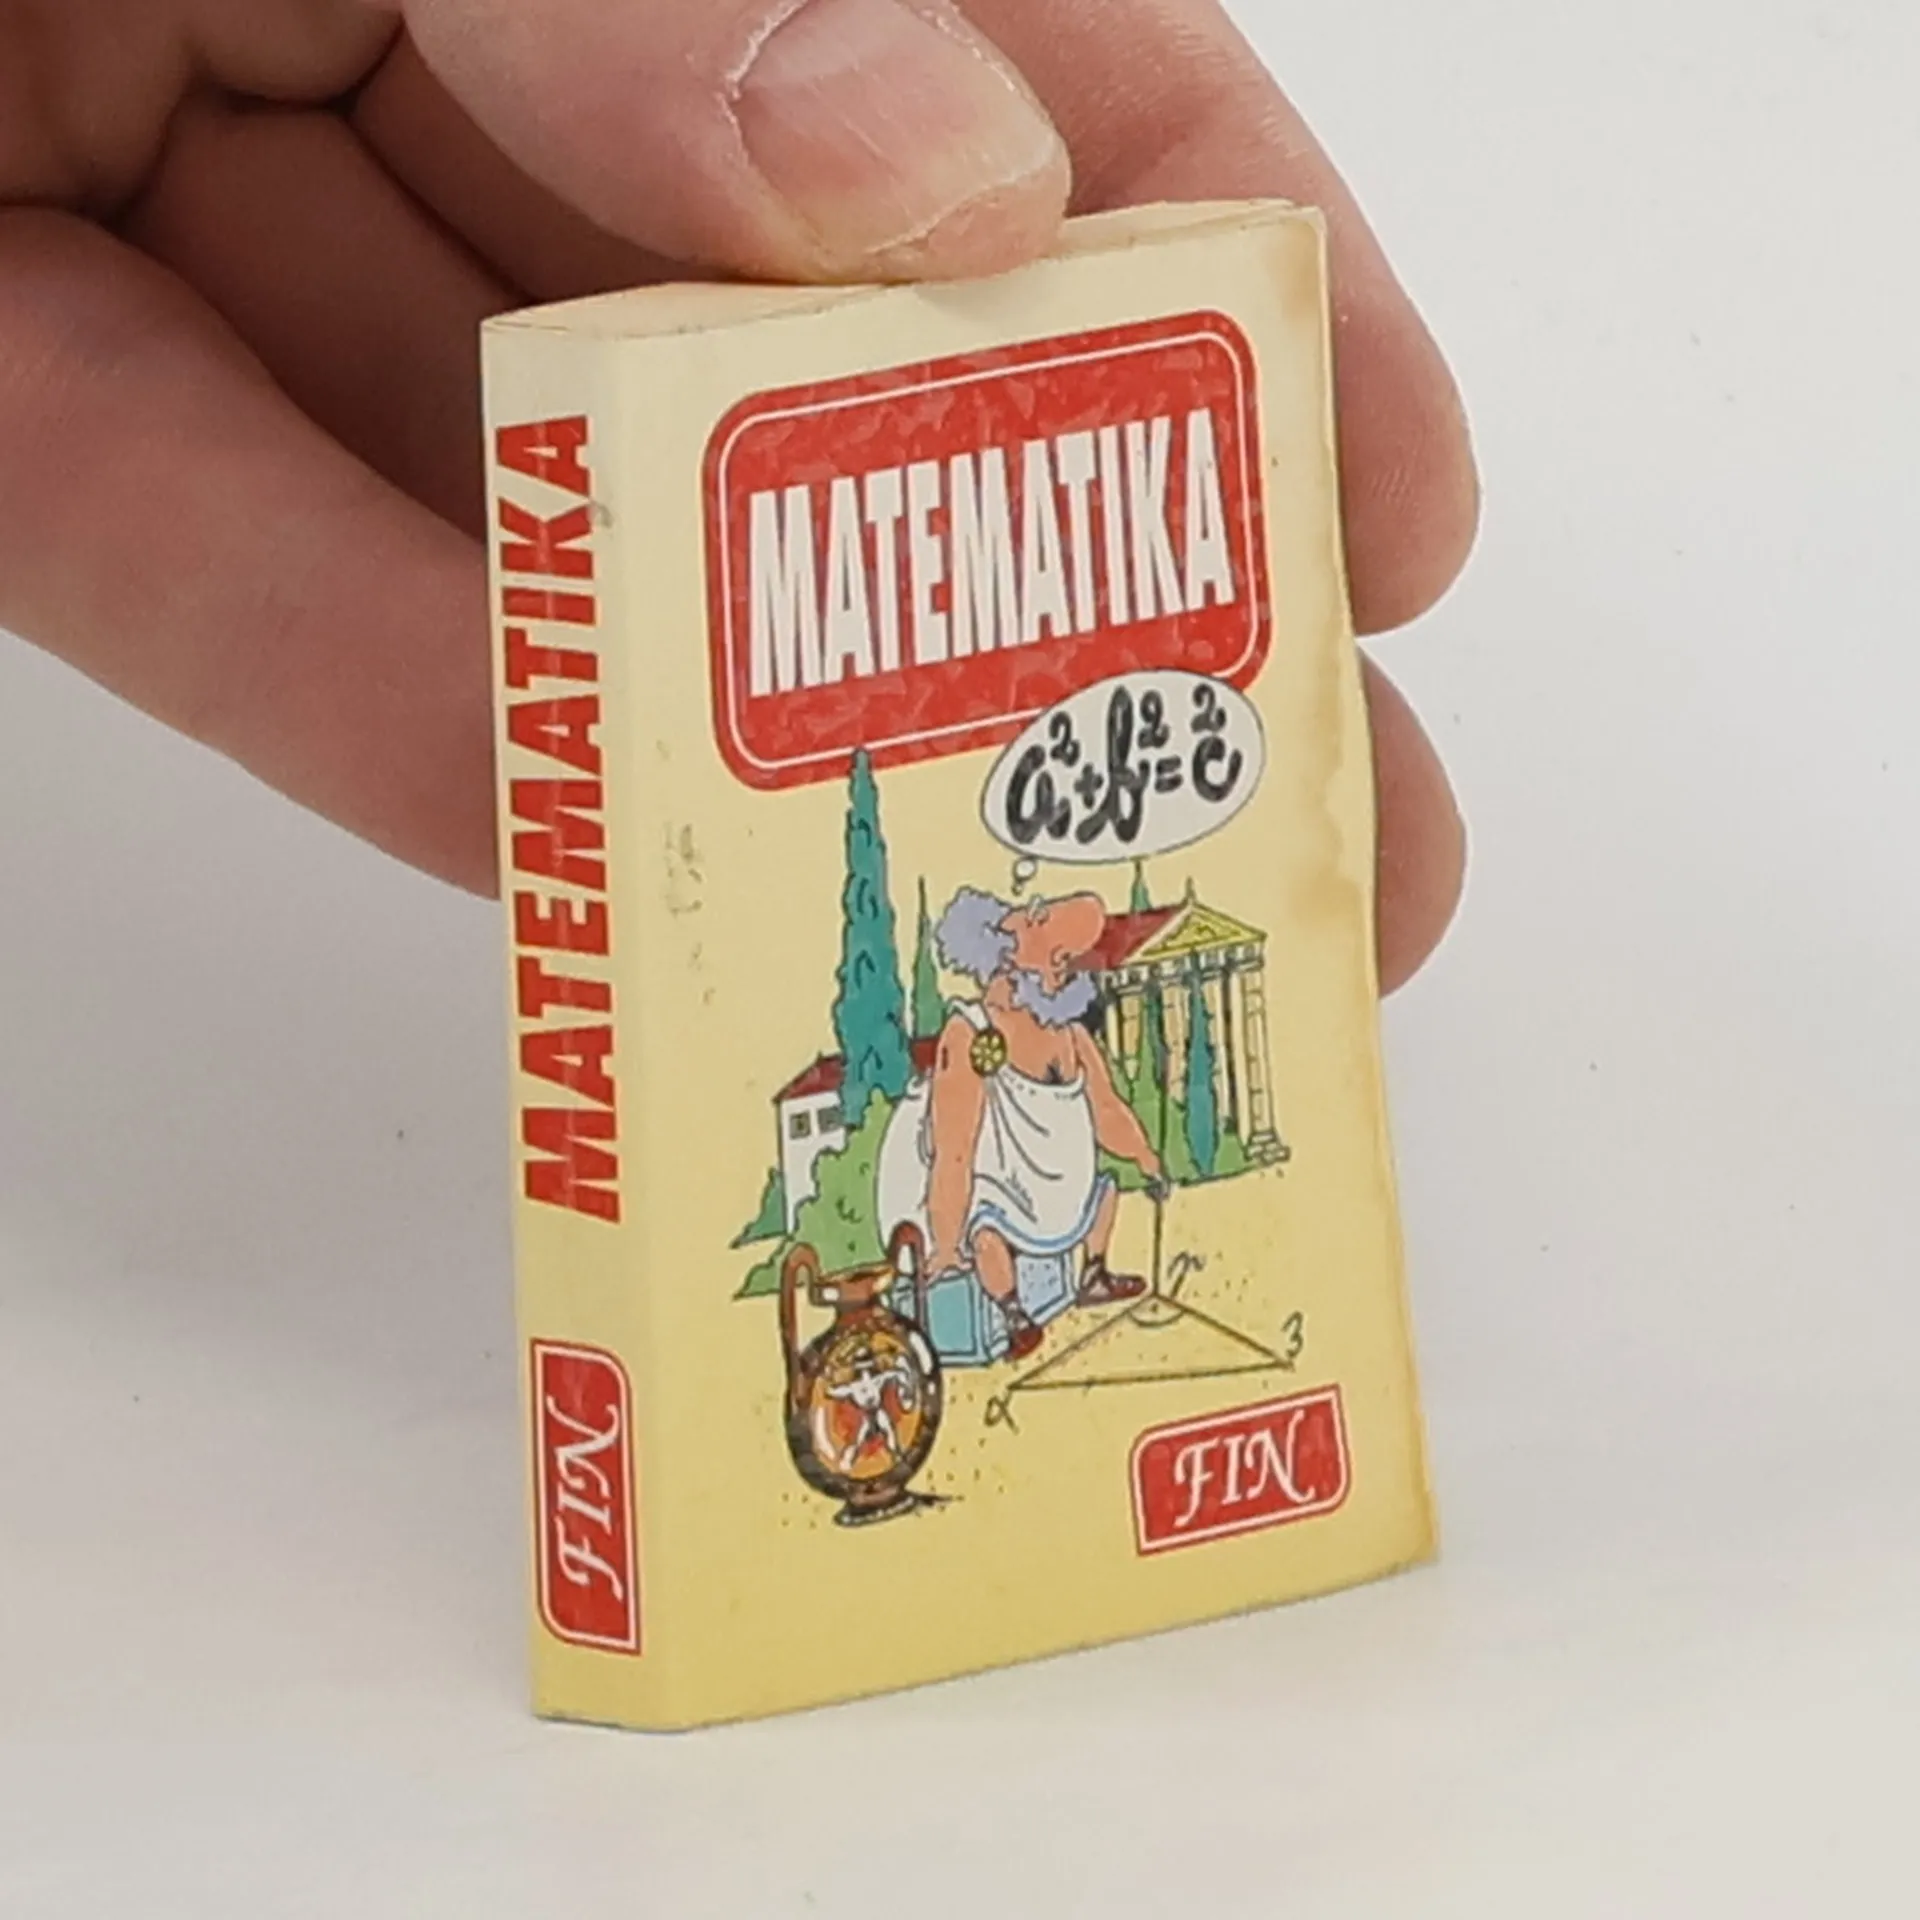 MATEMATIKA
FIN
MATEMATIKA
a²+b²=c²
γ
β
α
FIN